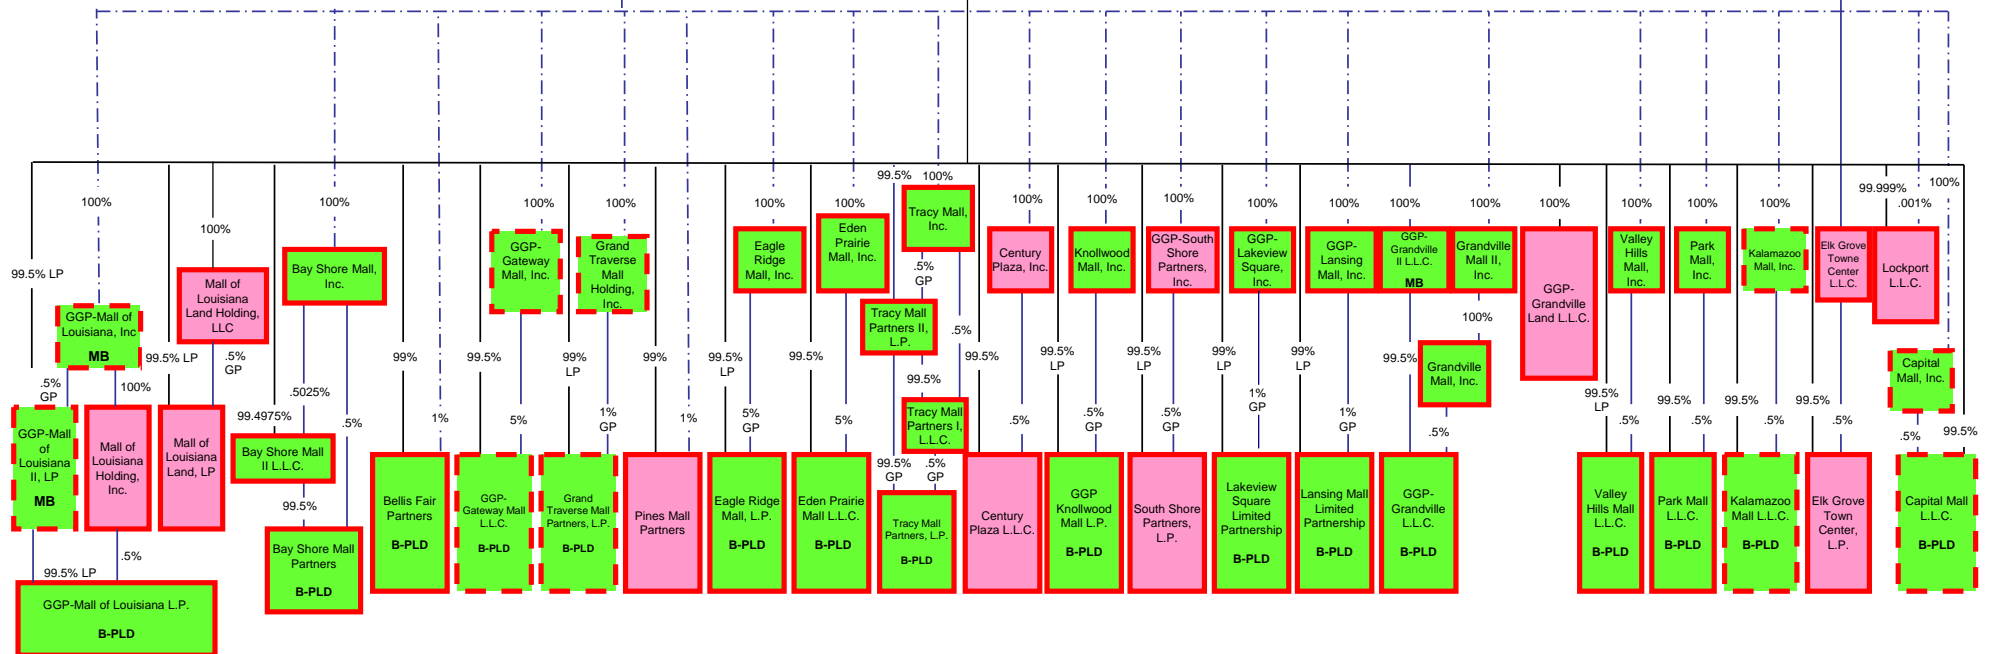 100%
99.5% LP
GGP-Mall of
Louisiana, Inc
MB
.5%
GP
100%
GGP-Mall
of
Louisiana
II, LP
MB
Mall of
Louisiana
Holding,
Inc.
99.5% LP
.5%
GGP-Mall of Louisiana L.P.
B-PLD
99.5% LP
100%
Mall of
Louisiana
Land Holding,
LLC
.5%
GP
Mall of
Louisiana
Land, LP
100%
Bay Shore Mall,
Inc.
.5025%
99.4975%
.5%
Bay Shore Mall
II L.L.C.
99.5%
Bay Shore Mall
Partners
B-PLD
99%
1%
Bellis Fair
Partners
B-PLD
100%
GGP-
Gateway
Mall, Inc.
99.5%
5%
GGP-
Gateway Mall
L.L.C.
B-PLD
100%
Grand
Traverse
Mall
Holding,
Inc.
99%
LP
1%
GP
Grand
Traverse Mall
Partners, L.P.
B-PLD
99%
1%
Pines Mall
Partners
100%
Eagle
Ridge
Mall, Inc.
99.5%
LP
5%
GP
Eagle Ridge
Mall, L.P.
B-PLD
100%
Eden
Prairie
Mall, Inc.
99.5%
5%
Eden Prairie
Mall L.L.C.
B-PLD
99.5%
100%
Tracy Mall,
Inc.
.5%
GP
Tracy Mall
Partners II,
L.P.
.5%
99.5%
Tracy Mall
Partners I,
L.L.C.
99.5%
GP
.5%
GP
Tracy Mall
Partners, L.P.
B-PLD
100%
Century
Plaza, Inc.
99.5%
.5%
Century
Plaza L.L.C.
100%
Knollwood
Mall, Inc.
99.5%
LP
.5%
GP
GGP
Knollwood
Mall L.P.
B-PLD
100%
GGP-South
Shore
Partners,
Inc.
99.5%
LP
.5%
GP
South Shore
Partners,
L.P.
100%
GGP-
Lakeview
Square,
Inc.
99%
LP
1%
GP
Lakeview
Square
Limited
Partnership
B-PLD
100%
GGP-
Lansing
Mall, Inc.
99%
LP
1%
GP
Lansing Mall
Limited
Partnership
B-PLD
100%
GGP-
Grandville
II L.L.C.
MB
99.5%
100%
Grandville
Mall II,
Inc.
100%
Grandville
Mall, Inc.
.5%
GGP-
Grandville
L.L.C.
B-PLD
100%
GGP-
Grandville
Land L.L.C.
100%
Valley
Hills
Mall,
Inc.
99.5%
LP
.5%
Valley
Hills Mall
L.L.C.
B-PLD
100%
Park
Mall,
Inc.
99.5%
.5%
Park Mall
L.L.C.
B-PLD
100%
Kalamazoo
Mall, Inc.
99.5%
.5%
Kalamazoo
Mall L.L.C.
B-PLD
Elk Grove
Towne
Center
L.L.C.
99.5%
.5%
Elk Grove
Town
Center,
L.P.
99.999%
.001%
Lockport
L.L.C.
100%
Capital
Mall, Inc.
.5%
99.5%
Capital Mall
L.L.C.
B-PLD